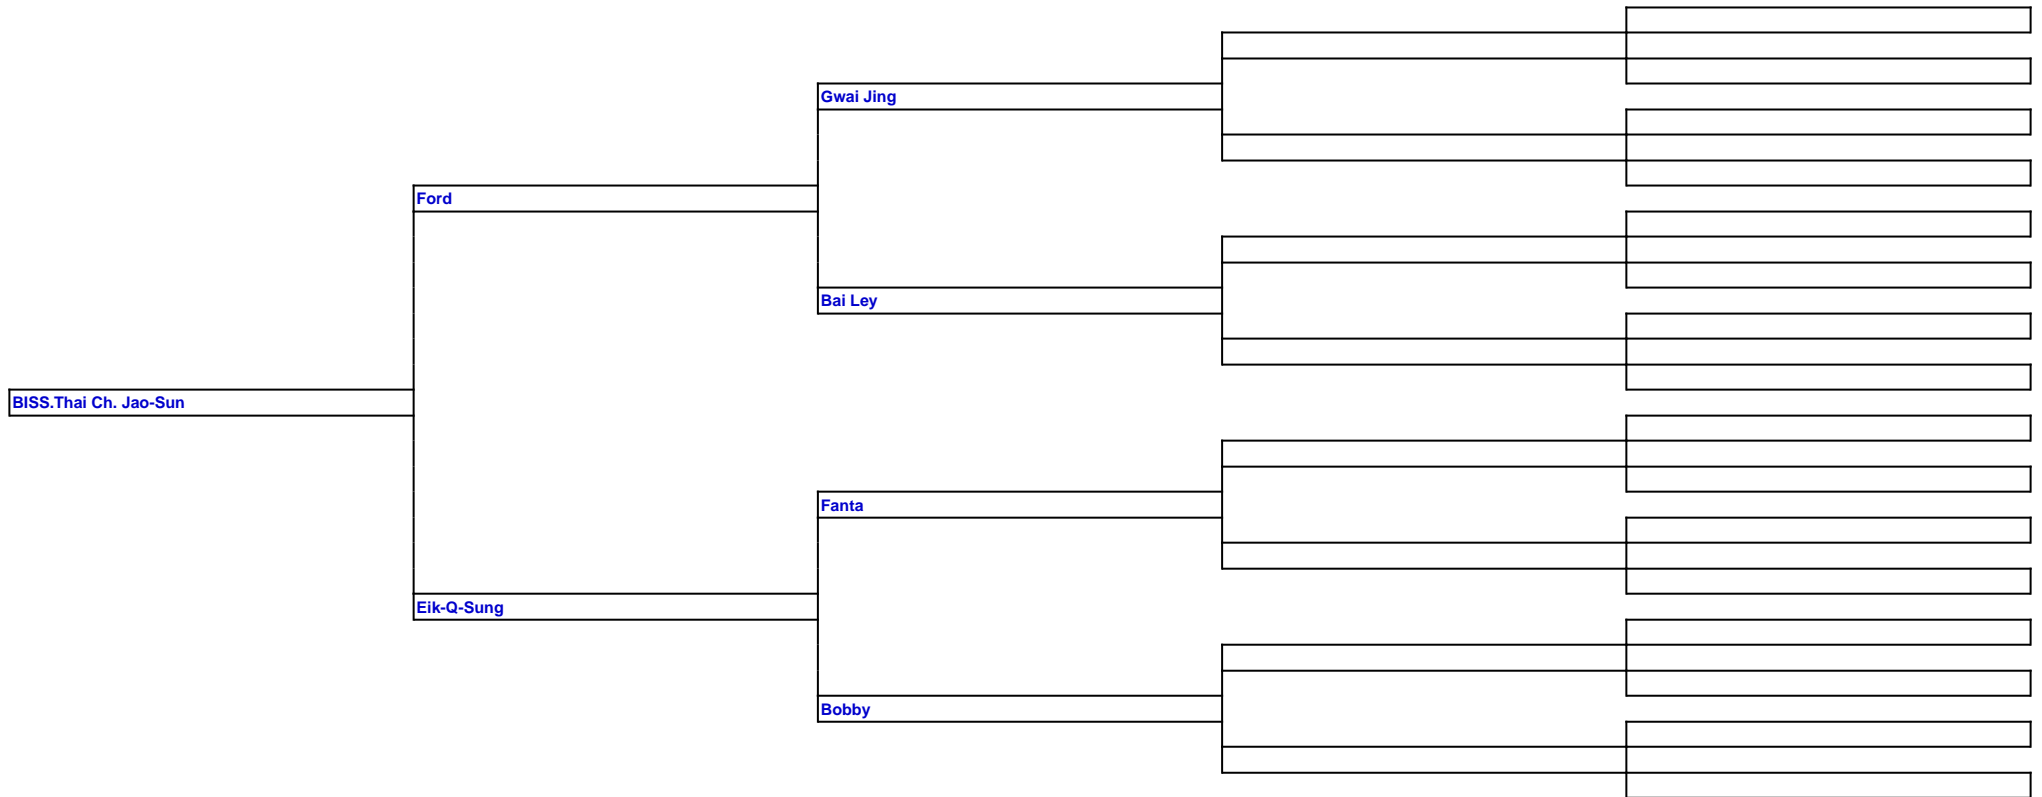 Gwai Jing
Ford
Bai Ley
BISS.Thai Ch. Jao-Sun
Fanta
Eik-Q-Sung
Bobby